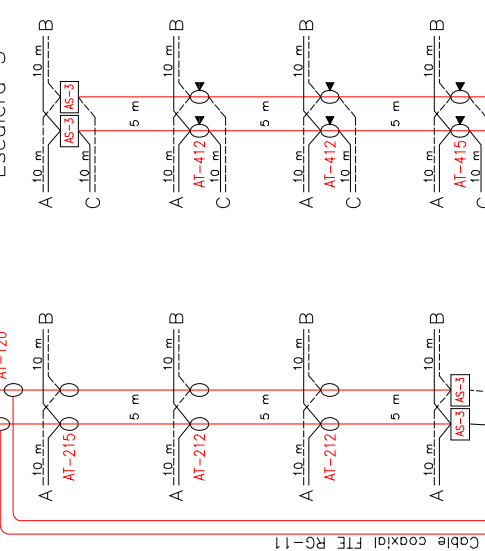 Escalera
B B B B
10 m 10 m 10 m 10 m
AS-3
AS-3
5 m 5 m 5 m
AT-412 AT-412 AT-415
10 m 10 m 10 m 10 m
10 m 10 m 10 m 10 m
A A A A
C C C C
AT-120
B B B B
10 m 10 m 10 m 10 m
AS-3
AS-3
5 m 5 m 5 m
AT-215 AT-212 AT-212
10 m 10 m 10 m 10 m
A A A A
Cable coaxial FTE RG-11